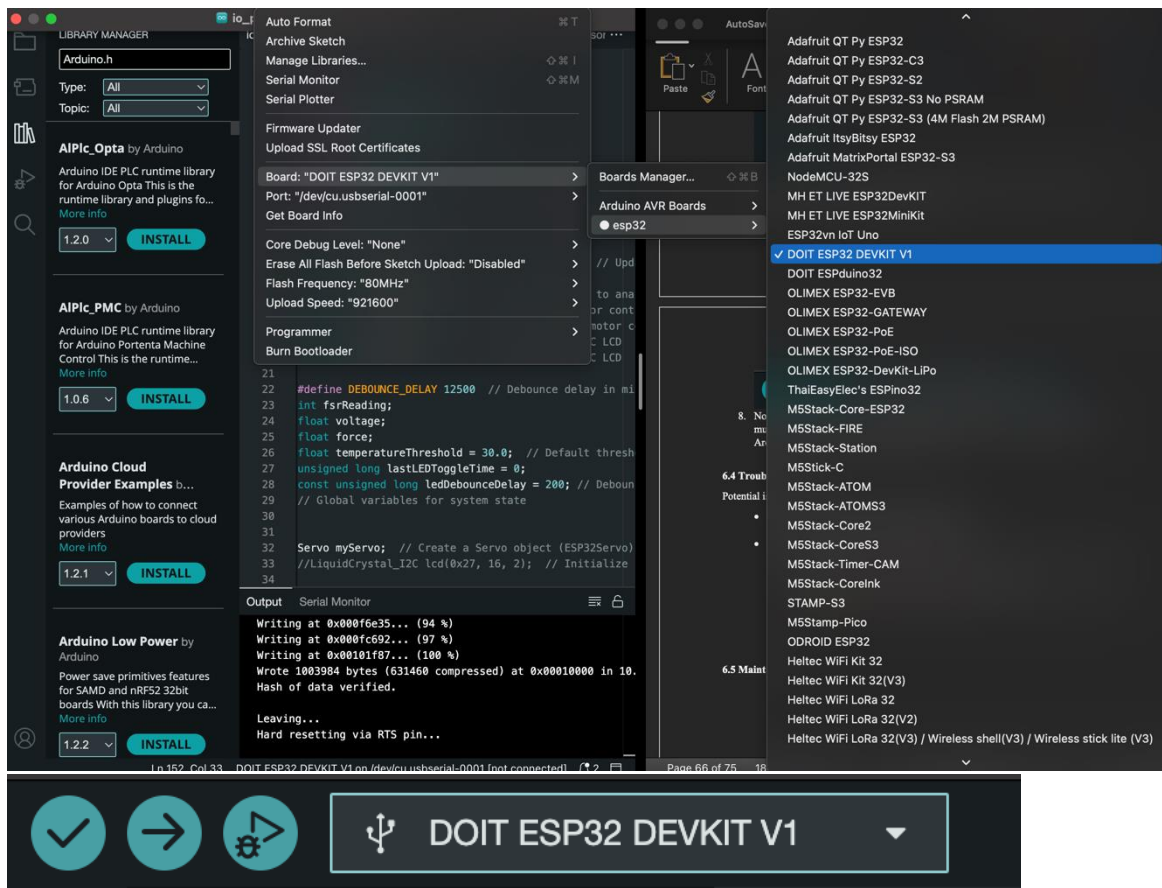 io_p
LIBRARY MANAGER
Arduino.h
Type: All
Topic: All
AlPlc_Opta by Arduino
Arduino IDE PLC runtime library
for Arduino Opta This is the
runtime library and plugins fo...
More info
1.2.0
INSTALL
AlPlc_PMC by Arduino
Arduino IDE PLC runtime library
for Arduino Portenta Machine
Control This is the runtime...
More info
1.0.6
INSTALL
Arduino Cloud
Provider Examples b...
Examples of how to connect
various Arduino boards to cloud
providers
More info
1.2.1
INSTALL
Arduino Low Power by
Arduino
Power save primitives features
for SAMD and nRF52 32bit
boards With this library you ca...
More info
1.2.2
INSTALL
Auto Format ⌘ T
Archive Sketch
Manage Libraries... ⇧ ⌘ I
Serial Monitor ⇧ ⌘ M
Serial Plotter
Firmware Updater
Upload SSL Root Certificates
Board: "DOIT ESP32 DEVKIT V1"
Port: "/dev/cu.usbserial-0001"
Get Board Info
Core Debug Level: "None"
Erase All Flash Before Sketch Upload: "Disabled"
Flash Frequency: "80MHz"
Upload Speed: "921600"
Programmer
Burn Bootloader
Boards Manager... ⇧ ⌘ B
Arduino AVR Boards
esp32
sor ...
// Upd
to ana
or cont
motor c
C LCD
C LCD
21
22 #define DEBOUNCE_DELAY 12500 // Debounce delay in mi
23 int fsrReading;
24 float voltage;
25 float force;
26 float temperatureThreshold = 30.0; // Default thresh
27 unsigned long lastLEDToggleTime = 0;
28 const unsigned long ledDebounceDelay = 200; // Deboun
29 // Global variables for system state
30
31
32 Servo myServo; // Create a Servo object (ESP32Servo)
33 //LiquidCrystal_I2C lcd(0x27, 16, 2); // Initialize
34
Output Serial Monitor
Writing at 0x000f6e35... (94 %)
Writing at 0x000fc692... (97 %)
Writing at 0x00101f87... (100 %)
Wrote 1003984 bytes (631460 compressed) at 0x00010000 in 10.
Hash of data verified.
Leaving...
Hard resetting via RTS pin...
Ln 152, Col 33 DOIT ESP32 DEVKIT V1 on /dev/cu.usbserial-0001 [not connected] 2
AutoSav
Paste
Font
8. No
mu
Ar
6.4 Troub
Potential i
6.5 Maint
Page 66 of 75 18
Adafruit QT Py ESP32
Adafruit QT Py ESP32-C3
Adafruit QT Py ESP32-S2
Adafruit QT Py ESP32-S3 No PSRAM
Adafruit QT Py ESP32-S3 (4M Flash 2M PSRAM)
Adafruit ItsyBitsy ESP32
Adafruit MatrixPortal ESP32-S3
NodeMCU-32S
MH ET LIVE ESP32DevKIT
MH ET LIVE ESP32MiniKit
ESP32vn IoT Uno
DOIT ESP32 DEVKIT V1
DOIT ESPduino32
OLIMEX ESP32-EVB
OLIMEX ESP32-GATEWAY
OLIMEX ESP32-PoE
OLIMEX ESP32-PoE-ISO
OLIMEX ESP32-DevKit-LiPo
ThaiEasyElec's ESPino32
M5Stack-Core-ESP32
M5Stack-FIRE
M5Stack-Station
M5Stick-C
M5Stack-ATOM
M5Stack-ATOMS3
M5Stack-Core2
M5Stack-CoreS3
M5Stack-Timer-CAM
M5Stack-CoreInk
STAMP-S3
M5Stamp-Pico
ODROID ESP32
Heltec WiFi Kit 32
Heltec WiFi Kit 32(V3)
Heltec WiFi LoRa 32
Heltec WiFi LoRa 32(V2)
Heltec WiFi LoRa 32(V3) / Wireless shell(V3) / Wireless stick lite (V3)
DOIT ESP32 DEVKIT V1